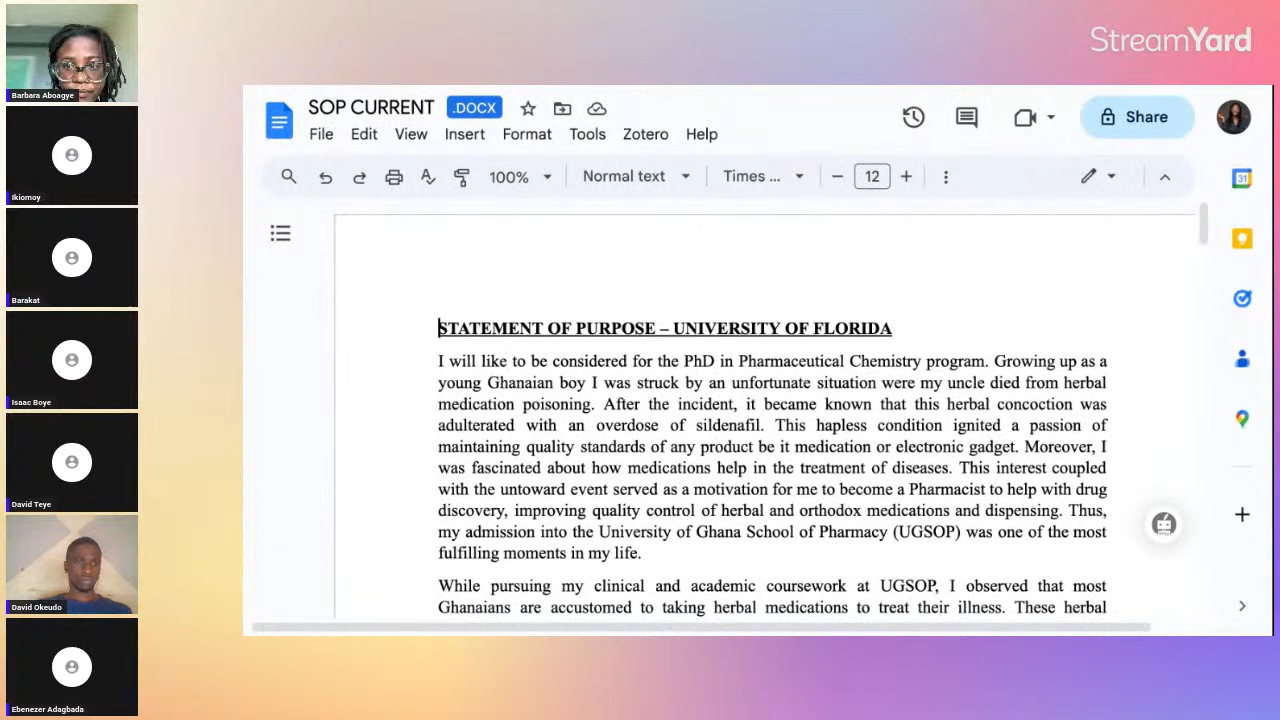 StreamYard
Barbara Aboagye
Ikiomoy
Barakat
Isaac Boye
David Teye
David Okeudo
Ebenezer Adagbada
SOP CURRENT .DOCX
File Edit View Insert Format Tools Zotero Help
Share
100% Normal text Times ... 12
31
STATEMENT OF PURPOSE – UNIVERSITY OF FLORIDA
I will like to be considered for the PhD in Pharmaceutical Chemistry program. Growing up as a
young Ghanaian boy I was struck by an unfortunate situation were my uncle died from herbal
medication poisoning. After the incident, it became known that this herbal concoction was
adulterated with an overdose of sildenafil. This hapless condition ignited a passion of
maintaining quality standards of any product be it medication or electronic gadget. Moreover, I
was fascinated about how medications help in the treatment of diseases. This interest coupled
with the untoward event served as a motivation for me to become a Pharmacist to help with drug
discovery, improving quality control of herbal and orthodox medications and dispensing. Thus,
my admission into the University of Ghana School of Pharmacy (UGSOP) was one of the most
fulfilling moments in my life.
While pursuing my clinical and academic coursework at UGSOP, I observed that most
Ghanaians are accustomed to taking herbal medications to treat their illness. These herbal